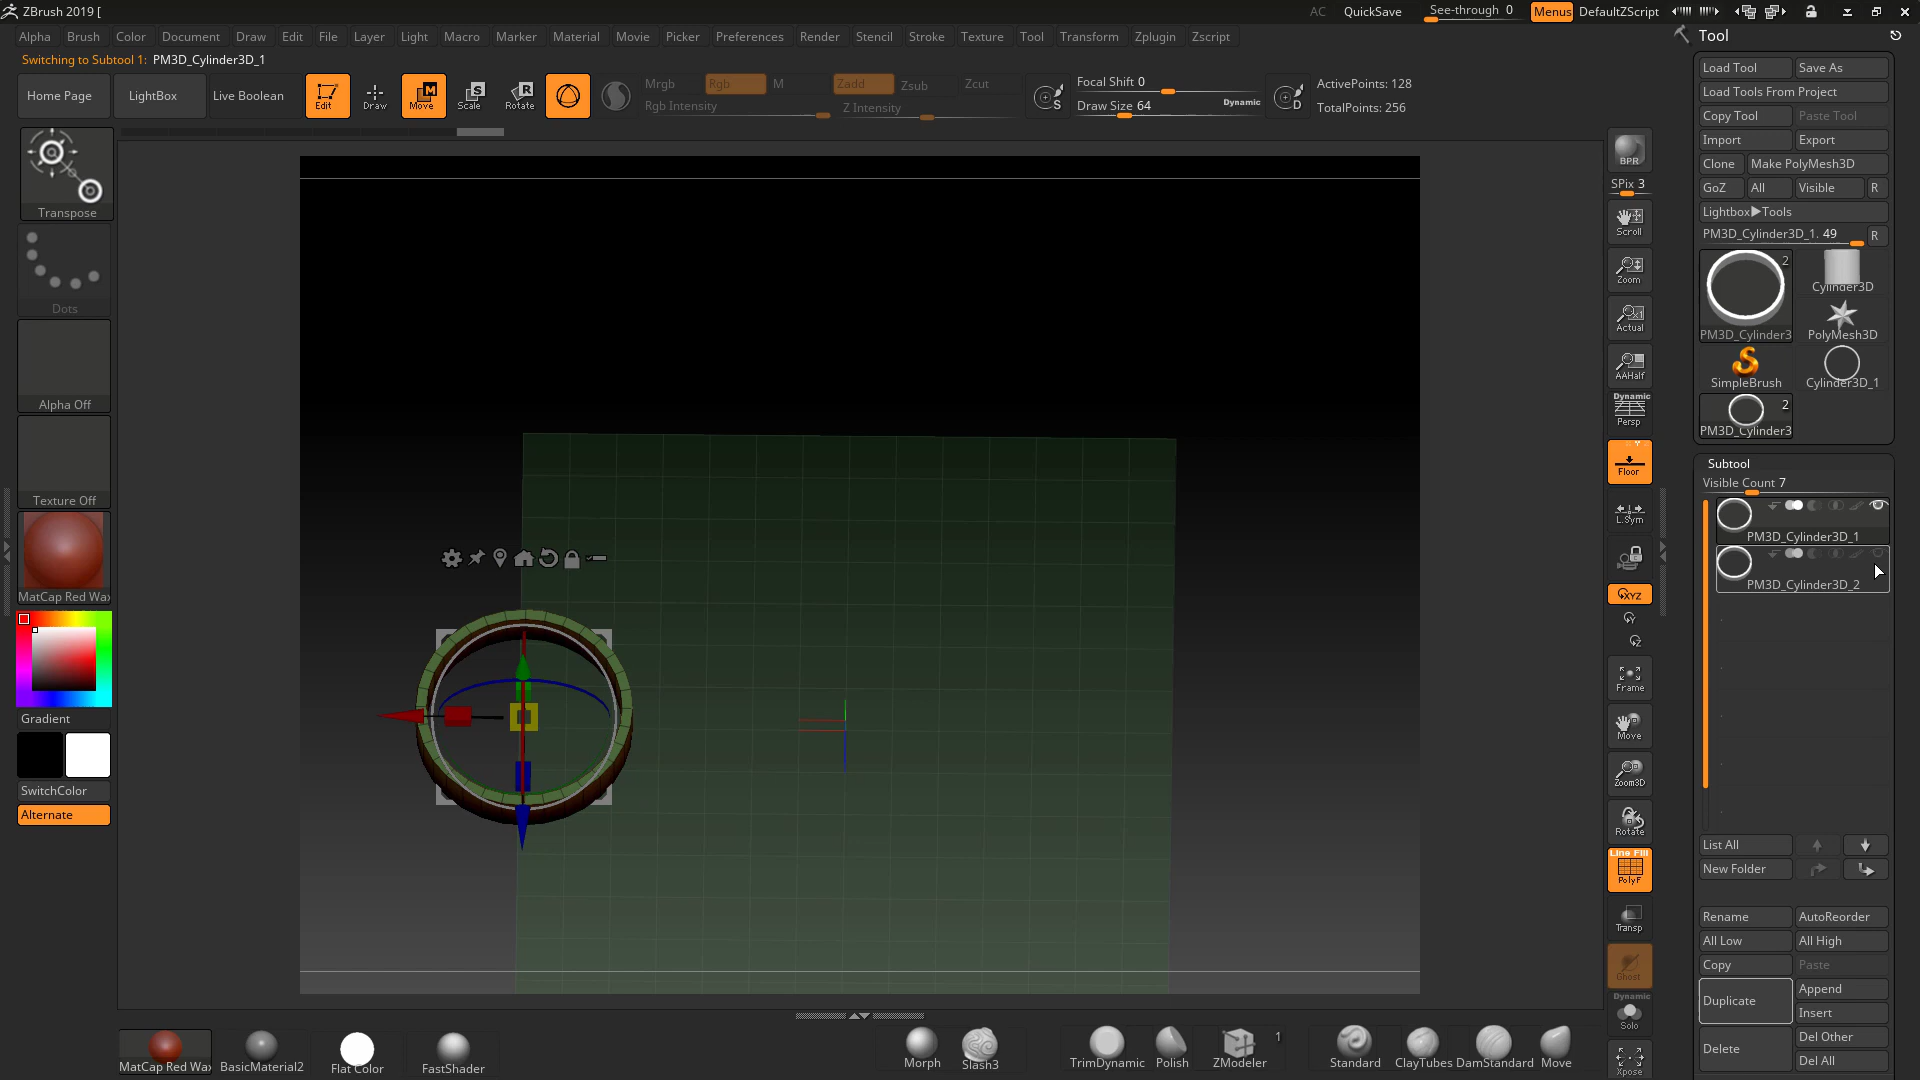 ZBrush 2019 [
AC QuickSave See-through 0 Menus DefaultZScript
Alpha Brush Color Document Draw Edit File Layer Light Macro Marker Material Movie Picker Preferences Render Stencil Stroke Texture Tool Transform Zplugin Zscript
Switching to Subtool 1: PM3D_Cylinder3D_1
Home Page LightBox Live Boolean Edit Draw Move Scale Rotate
Mrgb Rgb M Zadd Zsub Zcut
Rgb Intensity Z Intensity
S Focal Shift 0
Draw Size 64 Dynamic D
ActivePoints: 128
TotalPoints: 256
Transpose
Dots
Alpha Off
Texture Off
MatCap Red Wax
Gradient
SwitchColor
Alternate
BPR
SPix 3
Scroll
Zoom
Actual
AAHalf
Dynamic
Persp
Floor
L.Sym
XYZ
Y
Z
Frame
Move
Zoom3D
Rotate
Line Fill
PolyF
Transp
Ghost
Dynamic
Solo
Xpose
Tool
Load Tool Save As
Load Tools From Project
Copy Tool Paste Tool
Import Export
Clone Make PolyMesh3D
GoZ All Visible R
Lightbox▶Tools
PM3D_Cylinder3D_1. 49 R
2
PM3D_Cylinder3
Cylinder3D
PolyMesh3D
SimpleBrush Cylinder3D_1
2
PM3D_Cylinder3
Subtool
Visible Count 7
PM3D_Cylinder3D_1
PM3D_Cylinder3D_2
List All
New Folder
Rename AutoReorder
All Low All High
Copy Paste
Duplicate Append
Insert
Delete Del Other
Del All
MatCap Red Wax BasicMaterial2 Flat Color FastShader Morph Slash3 TrimDynamic Polish ZModeler 1 Standard ClayTubes DamStandard Move